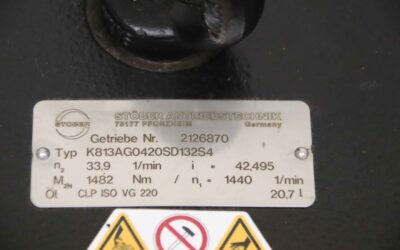 STÖBER
STÖBER ANTRIEBSTECHNIK
75177 PFORZHEIM Germany
Getriebe Nr. 2126870
Typ K813AG0420SD132S4
n₂ 33,9 1/min i = 42,495
M₂N 1482 Nm / n₁ = 1440 1/min
Öl CLP ISO VG 220 20,7 l